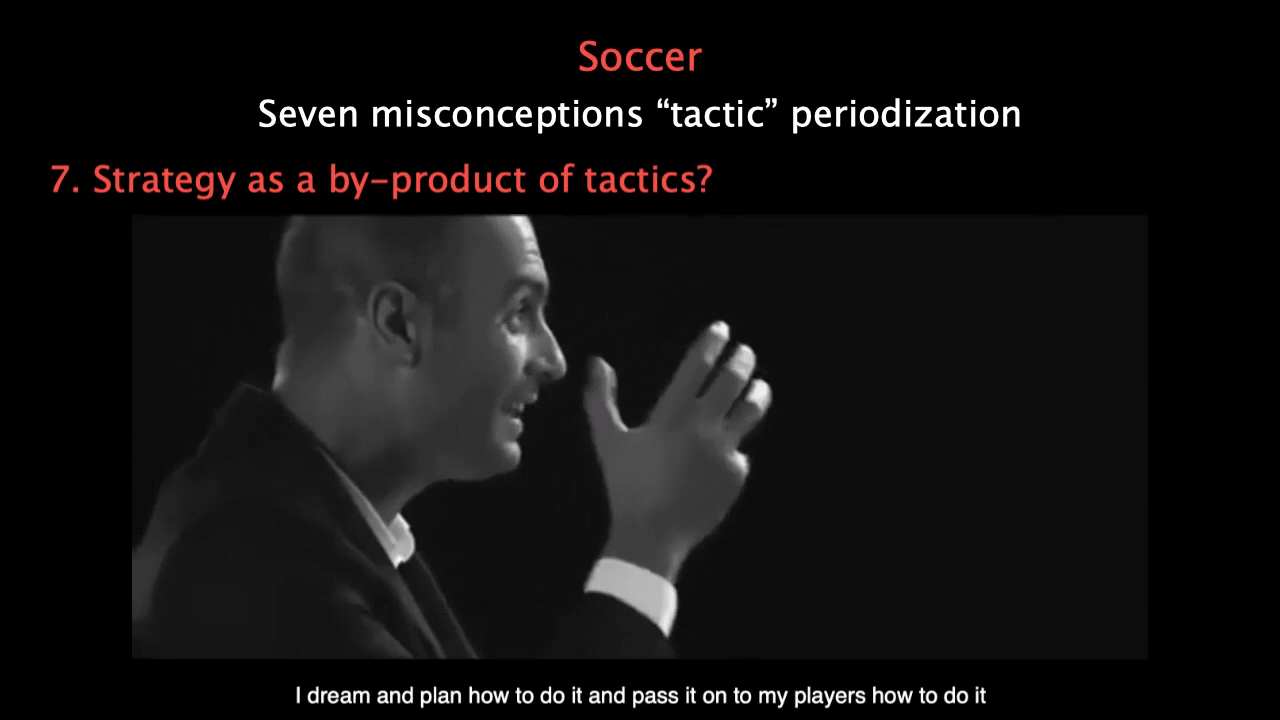 Soccer
Seven misconceptions “tactic” periodization
7. Strategy as a by-product of tactics?
I dream and plan how to do it and pass it on to my players how to do it